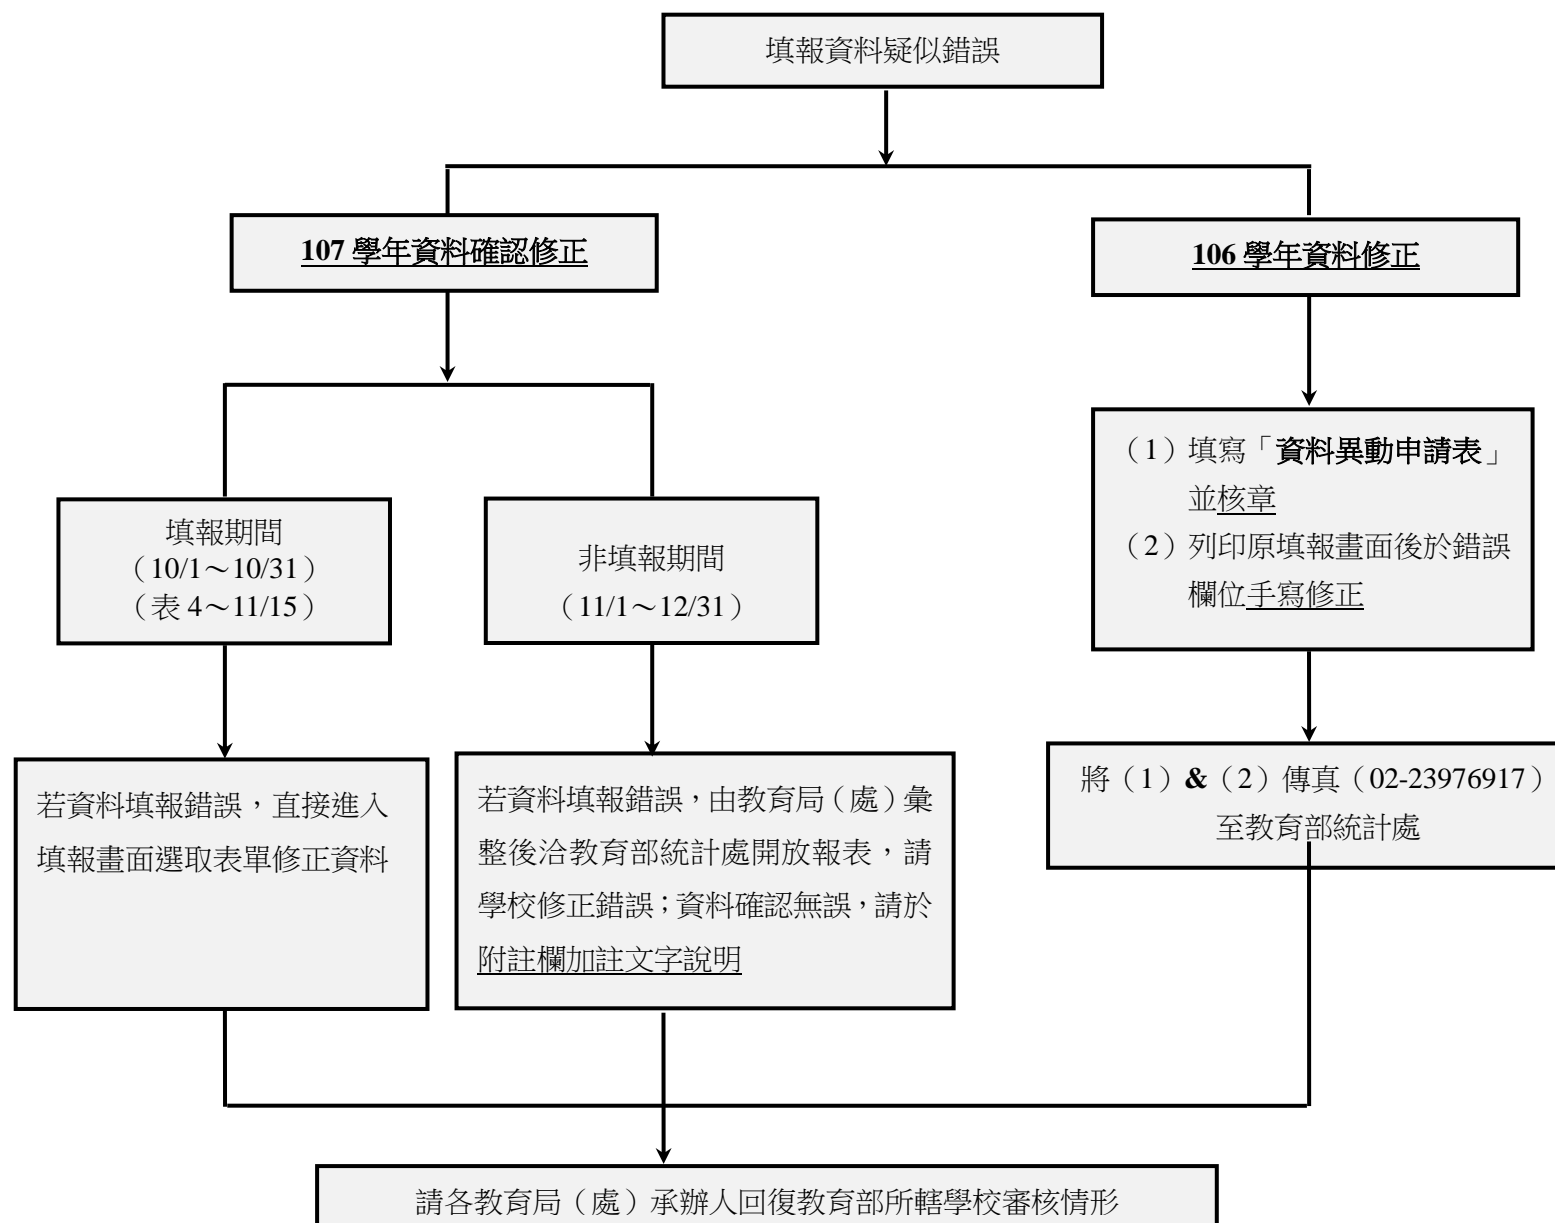 填報資料疑似錯誤
107 學年資料確認修正
106 學年資料修正
填報期間
（10/1～10/31）
（表 4～11/15）
非填報期間
（11/1～12/31）
（1）填寫「資料異動申請表」
並核章
（2）列印原填報畫面後於錯誤
欄位手寫修正
若資料填報錯誤，直接進入
填報畫面選取表單修正資料
若資料填報錯誤，由教育局（處）彙
整後洽教育部統計處開放報表，請
學校修正錯誤；資料確認無誤，請於
附註欄加註文字說明
將（1）&（2）傳真（02-23976917）
至教育部統計處
請各教育局（處）承辦人回復教育部所轄學校審核情形